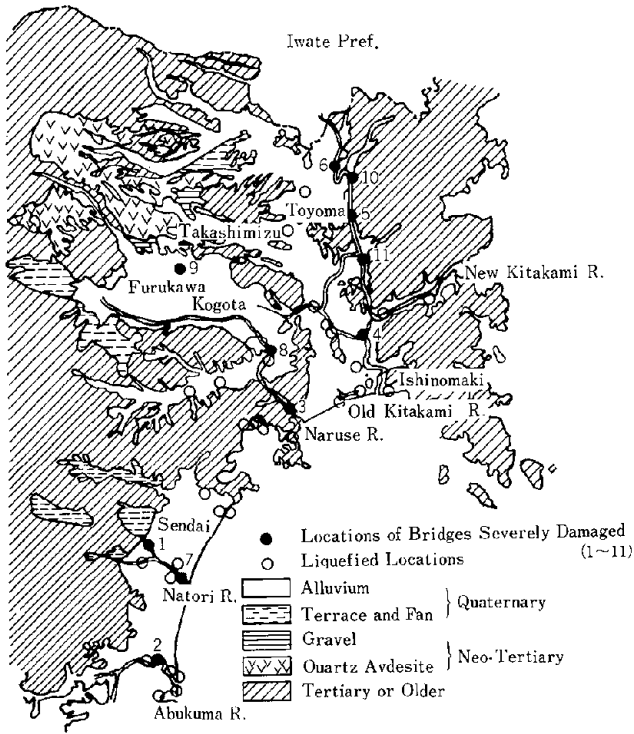 Iwate Pref.
6
10
Toyoma
5
Takashimizu
11
9
New Kitakami R.
Furukawa
Kogota
4
8
Ishinomaki
3
Old Kitakami R.
Naruse R.
Sendai
1
7
Natori R.
2
Abukuma R.
Locations of Bridges Severely Damaged
(1~11)
Liquefied Locations
Alluvium
Terrace and Fan
Quaternary
Gravel
Quartz Avdesite
Neo-Tertiary
Tertiary or Older